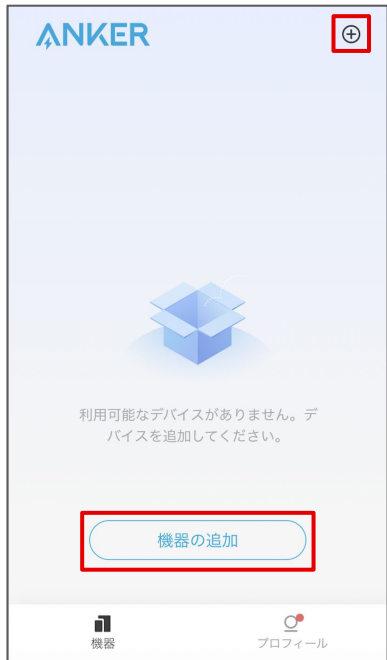 ANKER
利用可能なデバイスがありません。デ
バイスを追加してください。
機器の追加
機器
プロフィール